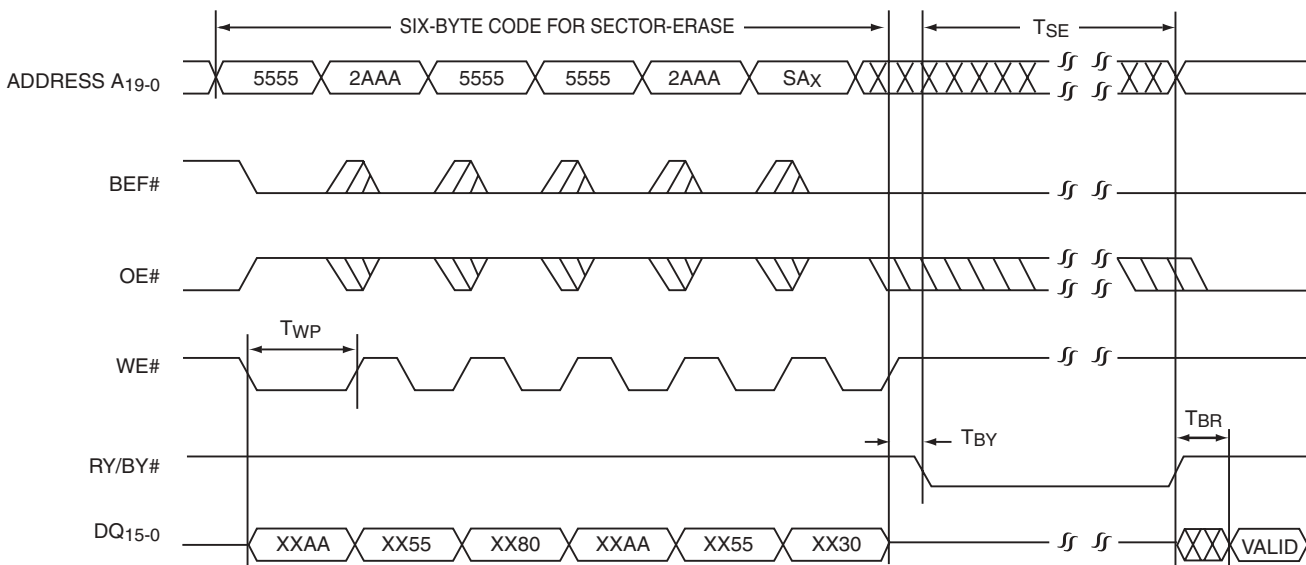 SIX-BYTE CODE FOR SECTOR-ERASE
TSE
ADDRESS A19-0
5555 2AAA 5555 5555 2AAA SAX
BEF#
OE#
TWP
WE#
TBY
TBR
RY/BY#
DQ15-0
XXAA XX55 XX80 XXAA XX55 XX30 VALID